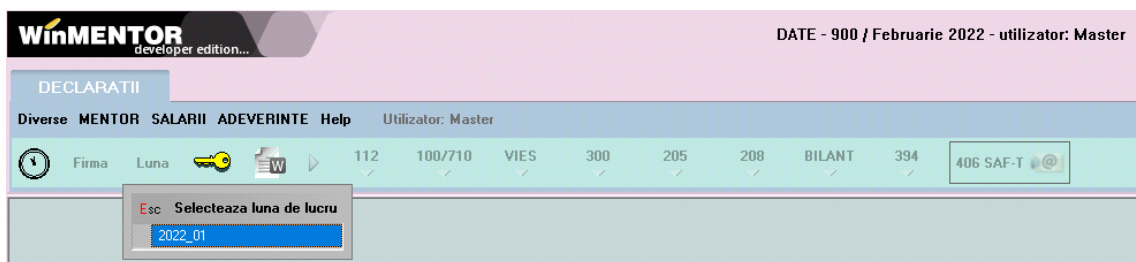 WinMENTOR
developer edition...
DATE - 900 / Februarie 2022 - utilizator: Master
DECLARATII
Diverse MENTOR SALARII ADEVERINTE Help Utilizator: Master
Firma Luna W 112 100/710 VIES 300 205 208 BILANT 394 406 SAF-T @
Esc Selecteaza luna de lucru
2022_01